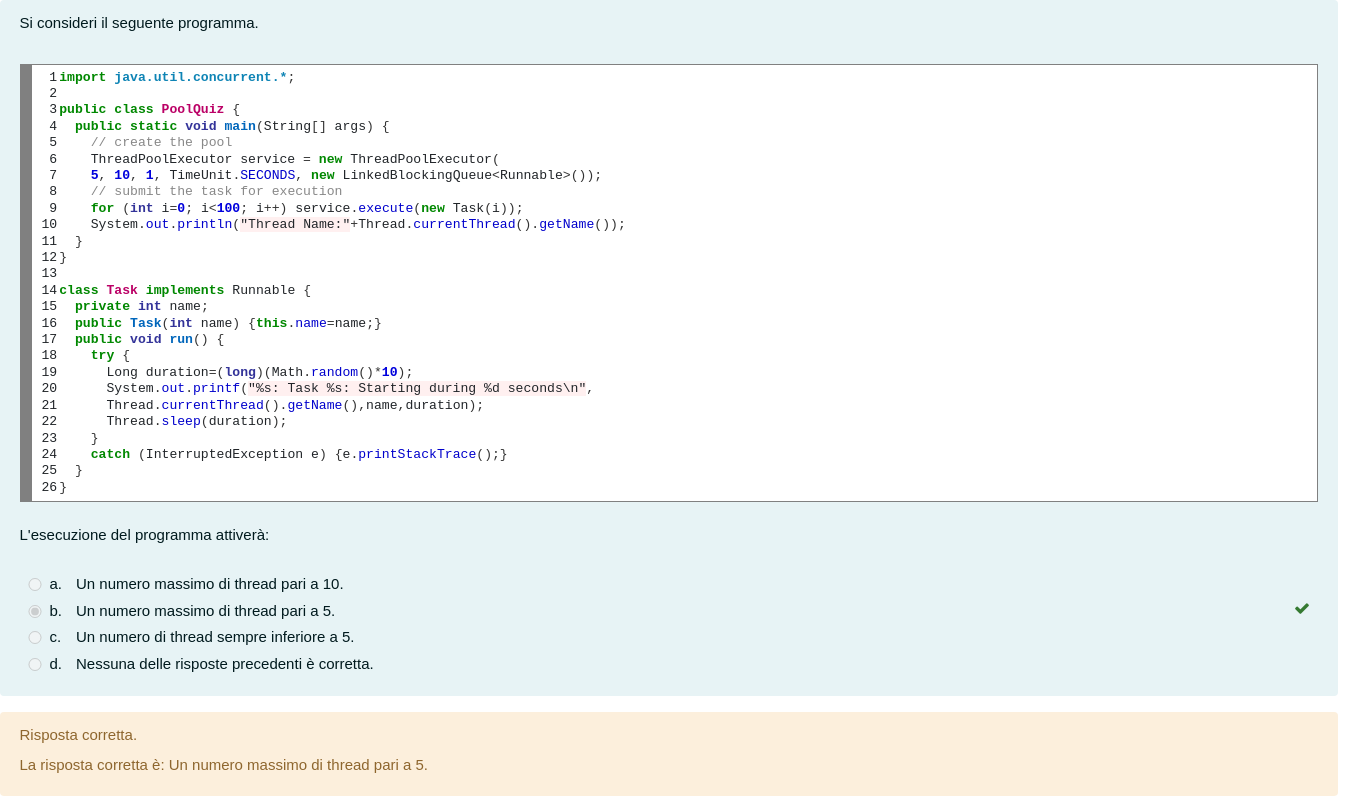 Si consideri il seguente programma.
1 import java.util.concurrent.*;
2
3 public class PoolQuiz {
4   public static void main(String[] args) {
5     // create the pool
6     ThreadPoolExecutor service = new ThreadPoolExecutor(
7     5, 10, 1, TimeUnit.SECONDS, new LinkedBlockingQueue<Runnable>());
8     // submit the task for execution
9     for (int i=0; i<100; i++) service.execute(new Task(i));
10     System.out.println("Thread Name:"+Thread.currentThread().getName());
11   }
12 }
13
14 class Task implements Runnable {
15   private int name;
16   public Task(int name) {this.name=name;}
17   public void run() {
18     try {
19       Long duration=(long)(Math.random()*10);
20       System.out.printf("%s: Task %s: Starting during %d seconds\n",
21       Thread.currentThread().getName(),name,duration);
22       Thread.sleep(duration);
23     }
24     catch (InterruptedException e) {e.printStackTrace();}
25   }
26 }
L'esecuzione del programma attiverà:
a. Un numero massimo di thread pari a 10.
b. Un numero massimo di thread pari a 5.
c. Un numero di thread sempre inferiore a 5.
d. Nessuna delle risposte precedenti è corretta.
Risposta corretta.
La risposta corretta è: Un numero massimo di thread pari a 5.